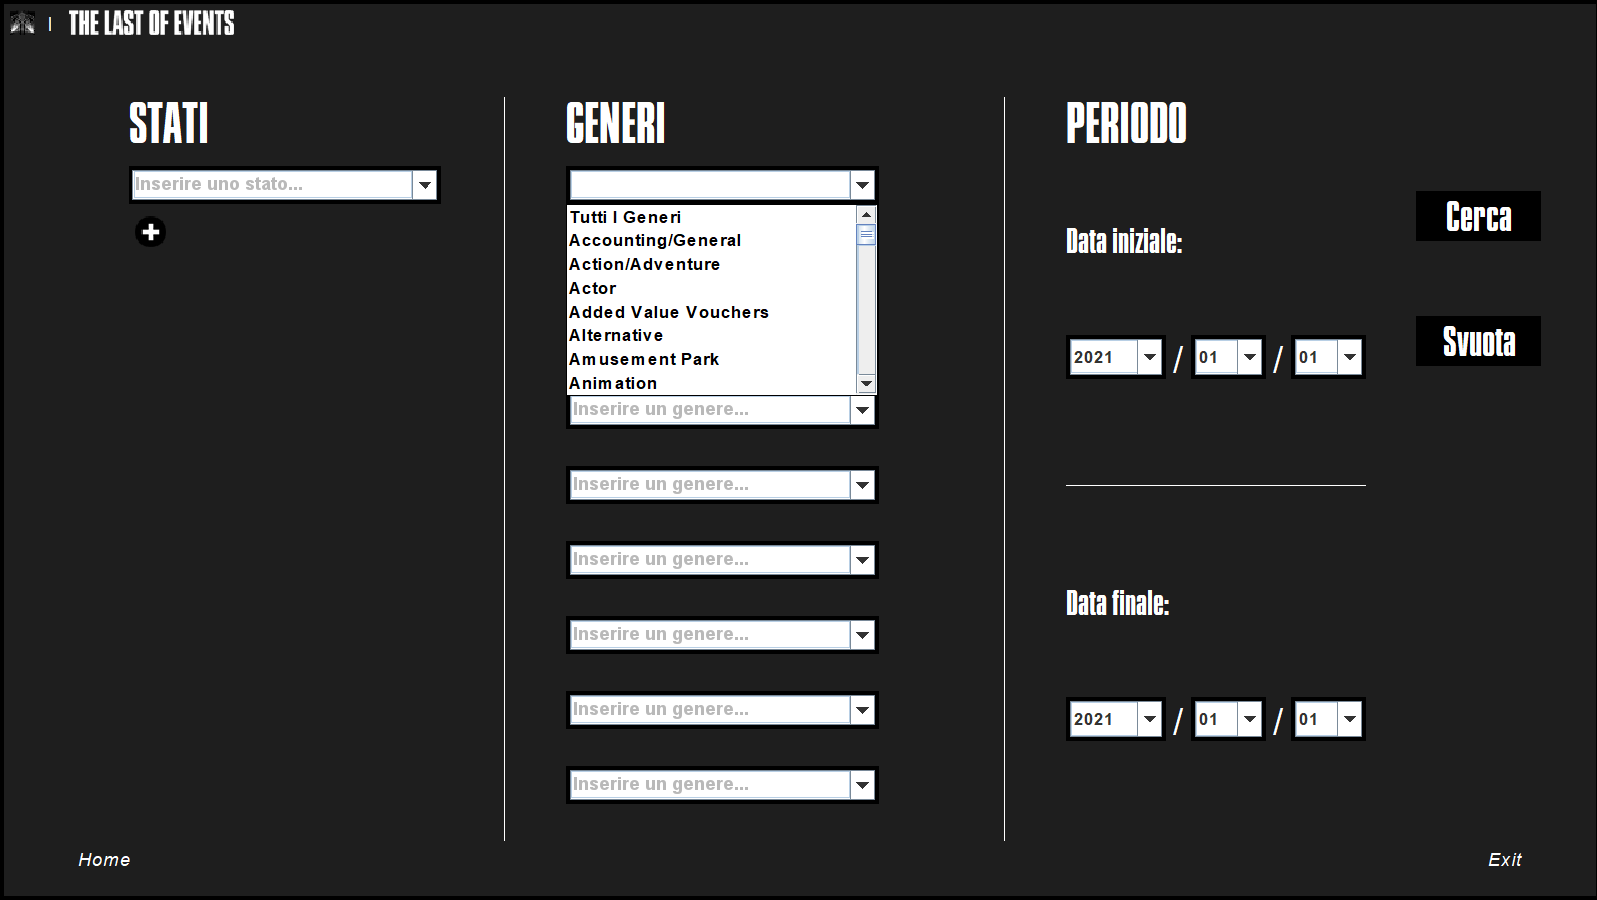 THE LAST OF EVENTS
STATI
Inserire uno stato...
GENERI
Tutti I Generi
Accounting/General
Action/Adventure
Actor
Added Value Vouchers
Alternative
Amusement Park
Animation
Inserire un genere...
Inserire un genere...
Inserire un genere...
Inserire un genere...
Inserire un genere...
Inserire un genere...
PERIODO
Data iniziale:
2021 / 01 / 01
Data finale:
2021 / 01 / 01
Cerca
Svuota
Home
Exit